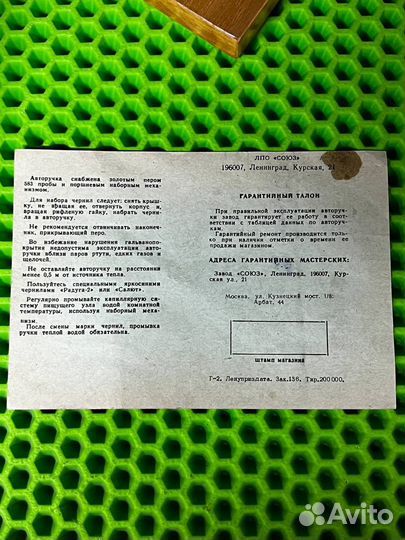 Авторучка снабжена золотым пером
583 пробы и поршневым наборным меха-
низмом.
Для набора чернил следует: снять крыш-
ку, не вращая ее, отвернуть корпус и,
вращая рифленую гайку, набрать черни-
ла в авторучку.
Не рекомендуется отвинчивать наконеч-
ник, прикрывающий перо.
Во избежание нарушения гальванопо-
крытия недопустима эксплуатация авто-
ручки вблизи паров ртути, едких газов и
щелочей.
Не оставляйте авторучку на расстоянии
менее 0,5 м от источника тепла.
Пользуйтесь специальными яркосиними
чернилами «Радуга-2» или «Салют».
Регулярно промывайте капиллярную си-
стему пишущего узла водой комнатной
температуры, используя наборный меха-
низм.
После смены марки чернил, промывка
ручки теплой водой обязательна.
ЛПО «СОЮЗ»
196007, Ленинград, Курская, 21
ГАРАНТИЙНЫЙ ТАЛОН
При правильной эксплуатации авторуч-
ки завод гарантирует ее работу в соот-
ветствии с таблицей данных по авторуч-
кам.
Гарантийный ремонт производится толь-
ко при наличии отметки о времени ее
продажи магазином.
АДРЕСА ГАРАНТИЙНЫХ МАСТЕРСКИХ:
Завод «СОЮЗ», Ленинград, 196007, Кур-
ская ул., 21
Москва, ул. Кузнецкий мост, 1/8;
Арбат, 44
штамп магазина
Г-2. Ленуприздата. Зак.136. Тир.200000.
Avito